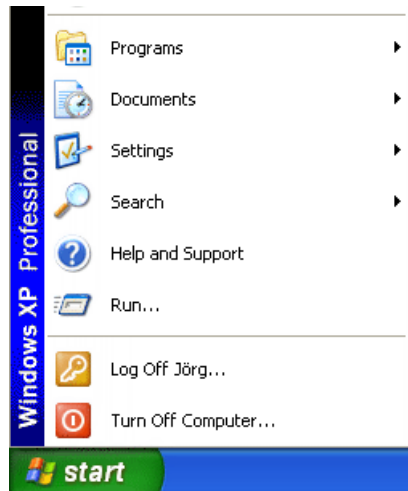 Programs
Documents
Settings
Search
Help and Support
Run...
Log Off Jörg...
Turn Off Computer...
Windows XP Professional
start